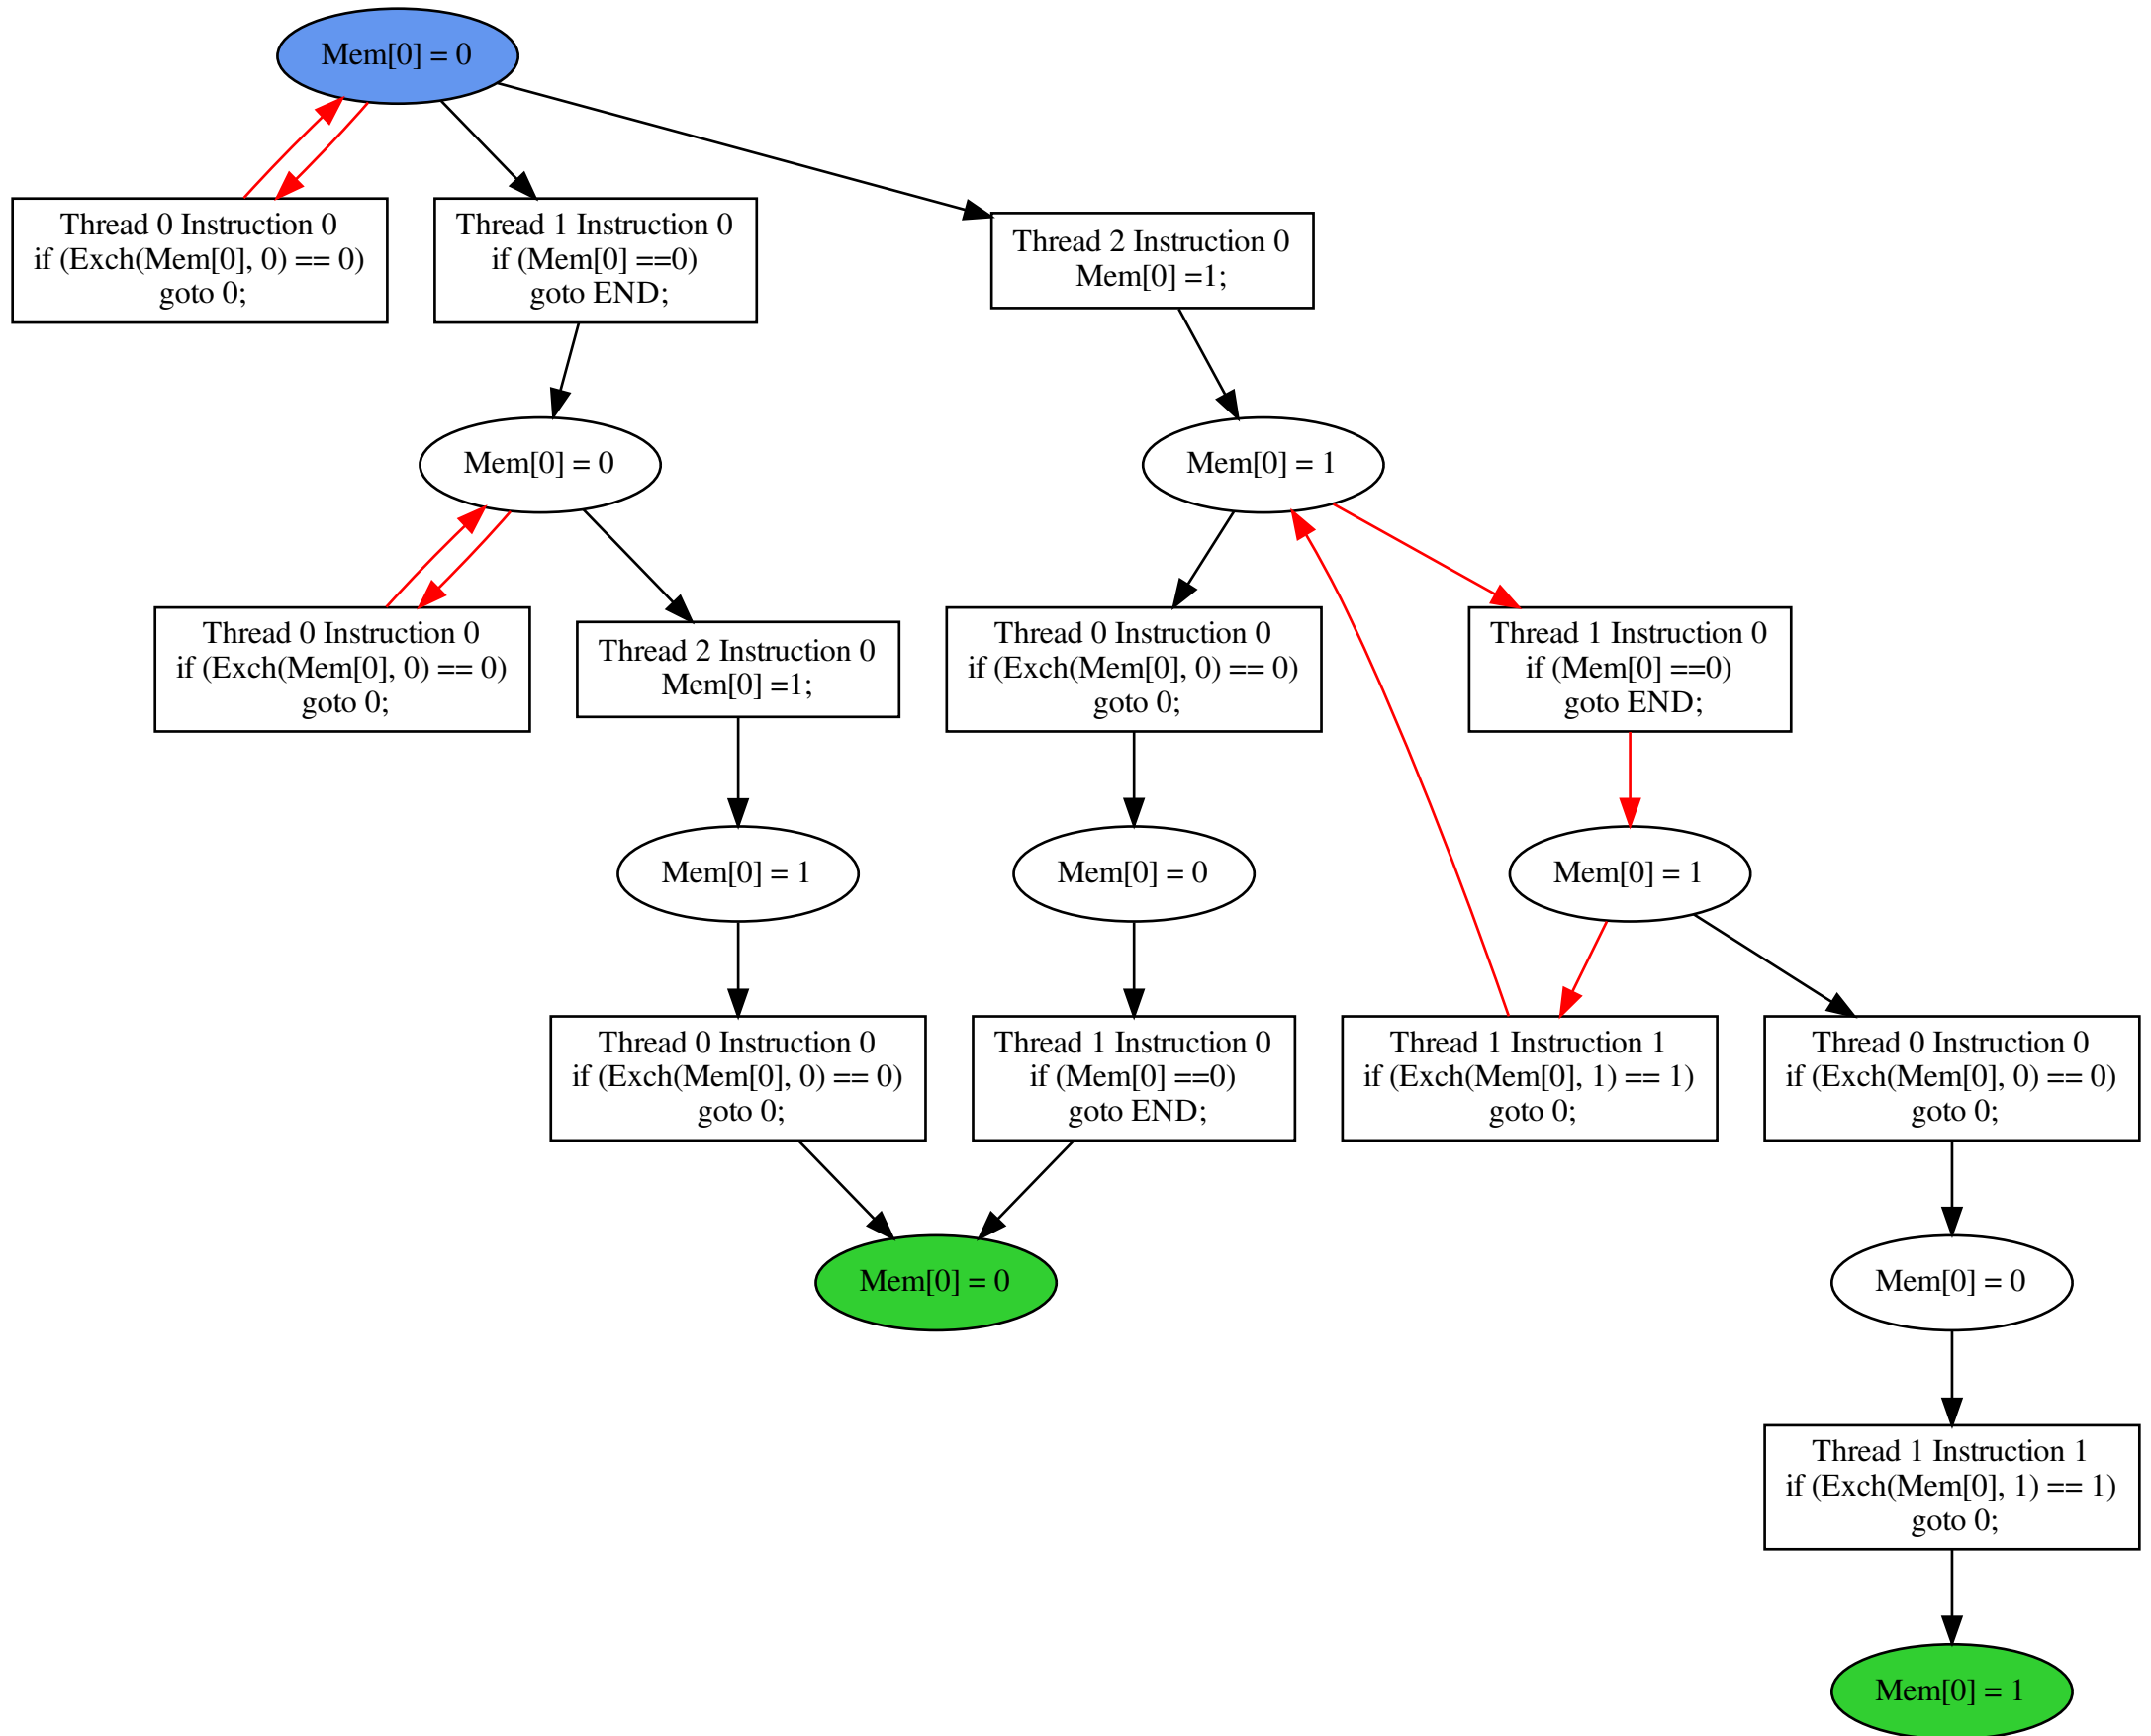 Mem[0] = 0
Thread 0 Instruction 0
if (Exch(Mem[0], 0) == 0)
goto 0;
Thread 1 Instruction 0
if (Mem[0] ==0)
goto END;
Thread 2 Instruction 0
Mem[0] =1;
Mem[0] = 0
Mem[0] = 1
Thread 0 Instruction 0
if (Exch(Mem[0], 0) == 0)
goto 0;
Thread 2 Instruction 0
Mem[0] =1;
Thread 0 Instruction 0
if (Exch(Mem[0], 0) == 0)
goto 0;
Thread 1 Instruction 0
if (Mem[0] ==0)
goto END;
Mem[0] = 1
Mem[0] = 0
Mem[0] = 1
Thread 0 Instruction 0
if (Exch(Mem[0], 0) == 0)
goto 0;
Thread 1 Instruction 0
if (Mem[0] ==0)
goto END;
Thread 1 Instruction 1
if (Exch(Mem[0], 1) == 1)
goto 0;
Thread 0 Instruction 0
if (Exch(Mem[0], 0) == 0)
goto 0;
Mem[0] = 0
Mem[0] = 0
Thread 1 Instruction 1
if (Exch(Mem[0], 1) == 1)
goto 0;
Mem[0] = 1